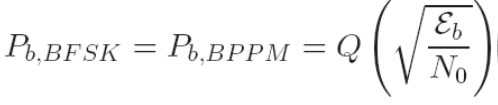 $P_{b,BFSK} = P_{b,BPPM} = Q\left(\sqrt{\frac{\mathcal{E}_b}{N_0}}\right)$